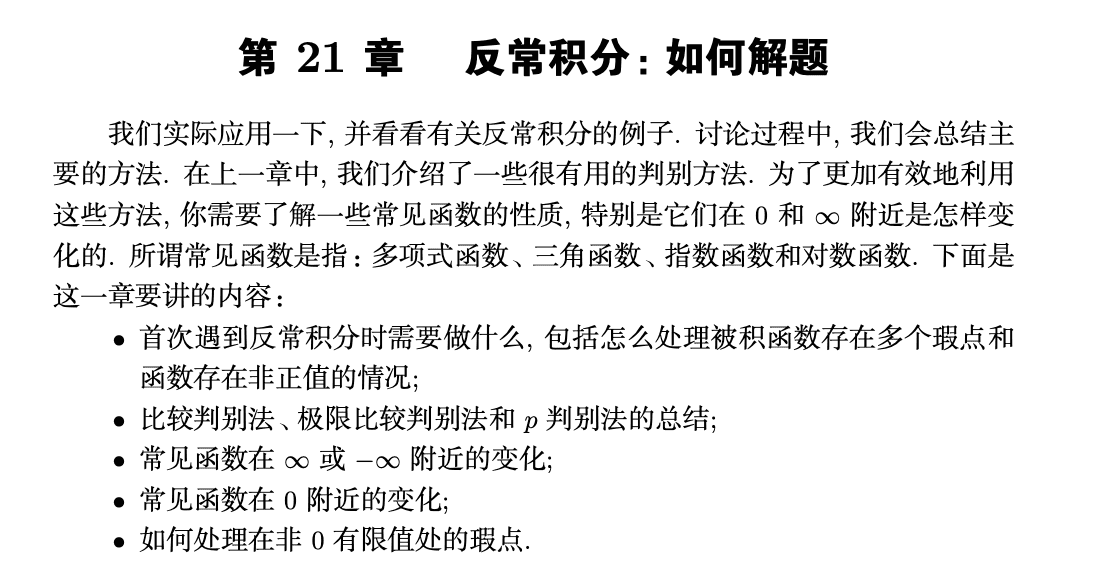 第 21 章 反常积分: 如何解题
我们实际应用一下, 并看看有关反常积分的例子. 讨论过程中, 我们会总结主
要的方法. 在上一章中, 我们介绍了一些很有用的判别方法. 为了更加有效地利用
这些方法, 你需要了解一些常见函数的性质, 特别是它们在 0 和 ∞ 附近是怎样变
化的. 所谓常见函数是指: 多项式函数、三角函数、指数函数和对数函数. 下面是
这一章要讲的内容:
• 首次遇到反常积分时需要做什么, 包括怎么处理被积函数存在多个瑕点和
函数存在非正值的情况;
• 比较判别法、极限比较判别法和 p 判别法的总结;
• 常见函数在 ∞ 或 −∞ 附近的变化;
• 常见函数在 0 附近的变化;
• 如何处理在非 0 有限值处的瑕点.